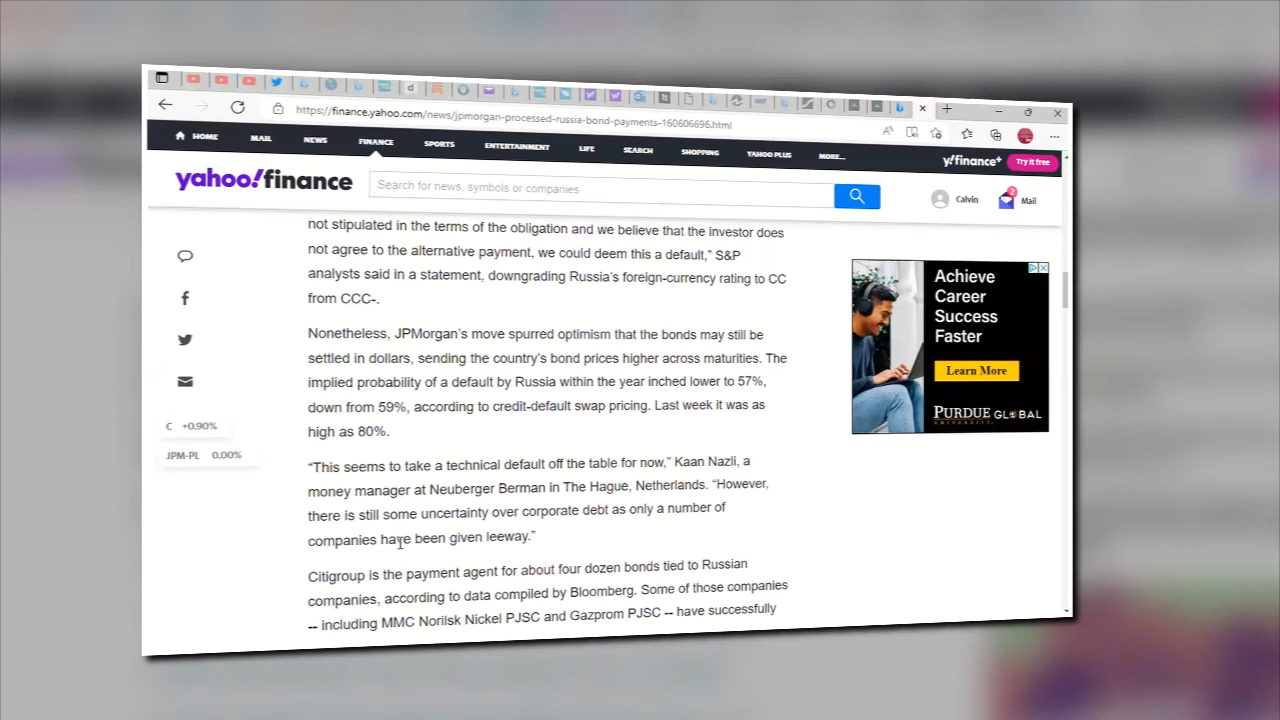 https://finance.yahoo.com/news/jpmorgan-processed-russia-bond-payments-160606696.html
HOME MAIL NEWS FINANCE SPORTS ENTERTAINMENT LIFE SEARCH SHOPPING YAHOO PLUS MORE... y!finance+ Try it free
yahoo!finance Search for news, symbols or companies Calvin 2 Mail
not stipulated in the terms of the obligation and we believe that the investor does
not agree to the alternative payment, we could deem this a default,” S&P
analysts said in a statement, downgrading Russia’s foreign-currency rating to CC
from CCC-.
Nonetheless, JPMorgan’s move spurred optimism that the bonds may still be
settled in dollars, sending the country’s bond prices higher across maturities. The
implied probability of a default by Russia within the year inched lower to 57%,
down from 59%, according to credit-default swap pricing. Last week it was as
high as 80%.
“This seems to take a technical default off the table for now,” Kaan Nazli, a
money manager at Neuberger Berman in The Hague, Netherlands. “However,
there is still some uncertainty over corporate debt as only a number of
companies have been given leeway.”
Citigroup is the payment agent for about four dozen bonds tied to Russian
companies, according to data compiled by Bloomberg. Some of those companies
-- including MMC Norilsk Nickel PJSC and Gazprom PJSC -- have successfully
C +0.90%
JPM-PL 0.00%
Achieve
Career
Success
Faster
Learn More
PURDUE GLOBAL
UNIVERSITY